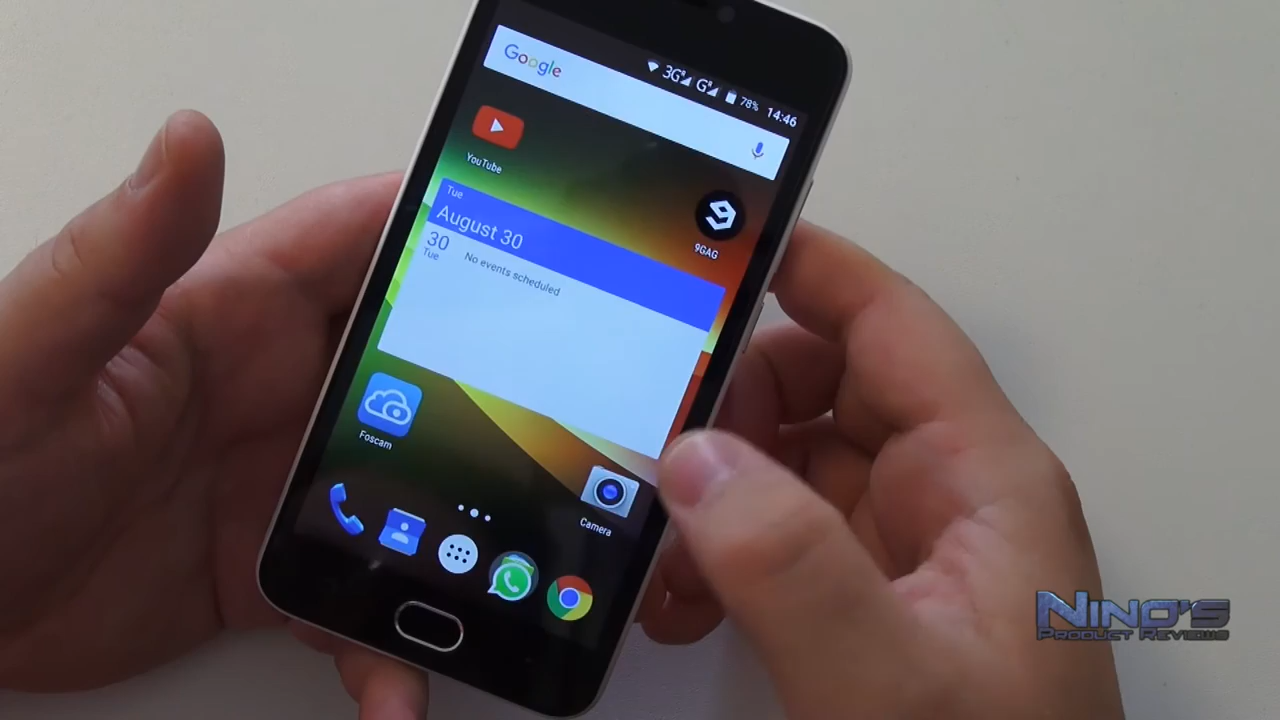 Google
3G G 78% 14:46
YouTube
9GAG
Tue
August 30
30
Tue
No events scheduled
Foscam
Camera
NINO'S
PRODUCT REVIEWS